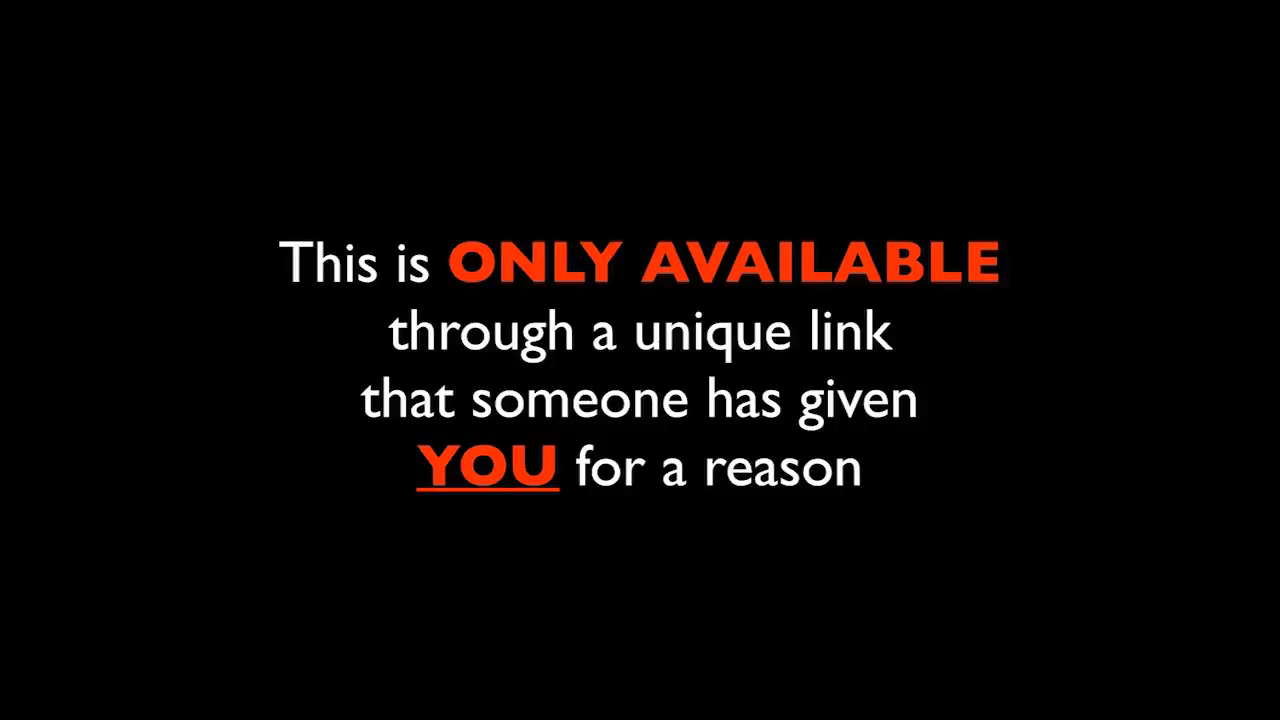 This is ONLY AVAILABLE
through a unique link
that someone has given
YOU for a reason